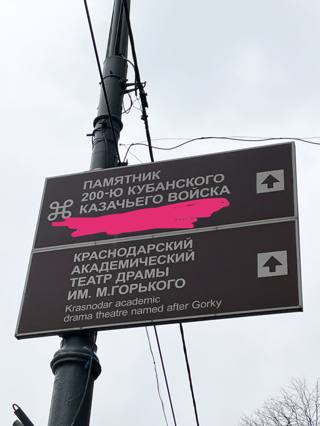 ПАМЯТНИК
200-Ю КУБАНСКОГО
КАЗАЧЬЕГО ВОЙСКА
КРАСНОДАРСКИЙ
АКАДЕМИЧЕСКИЙ
ТЕАТР ДРАМЫ
ИМ. М.ГОРЬКОГО
Krasnodar academic
drama theatre named after Gorky